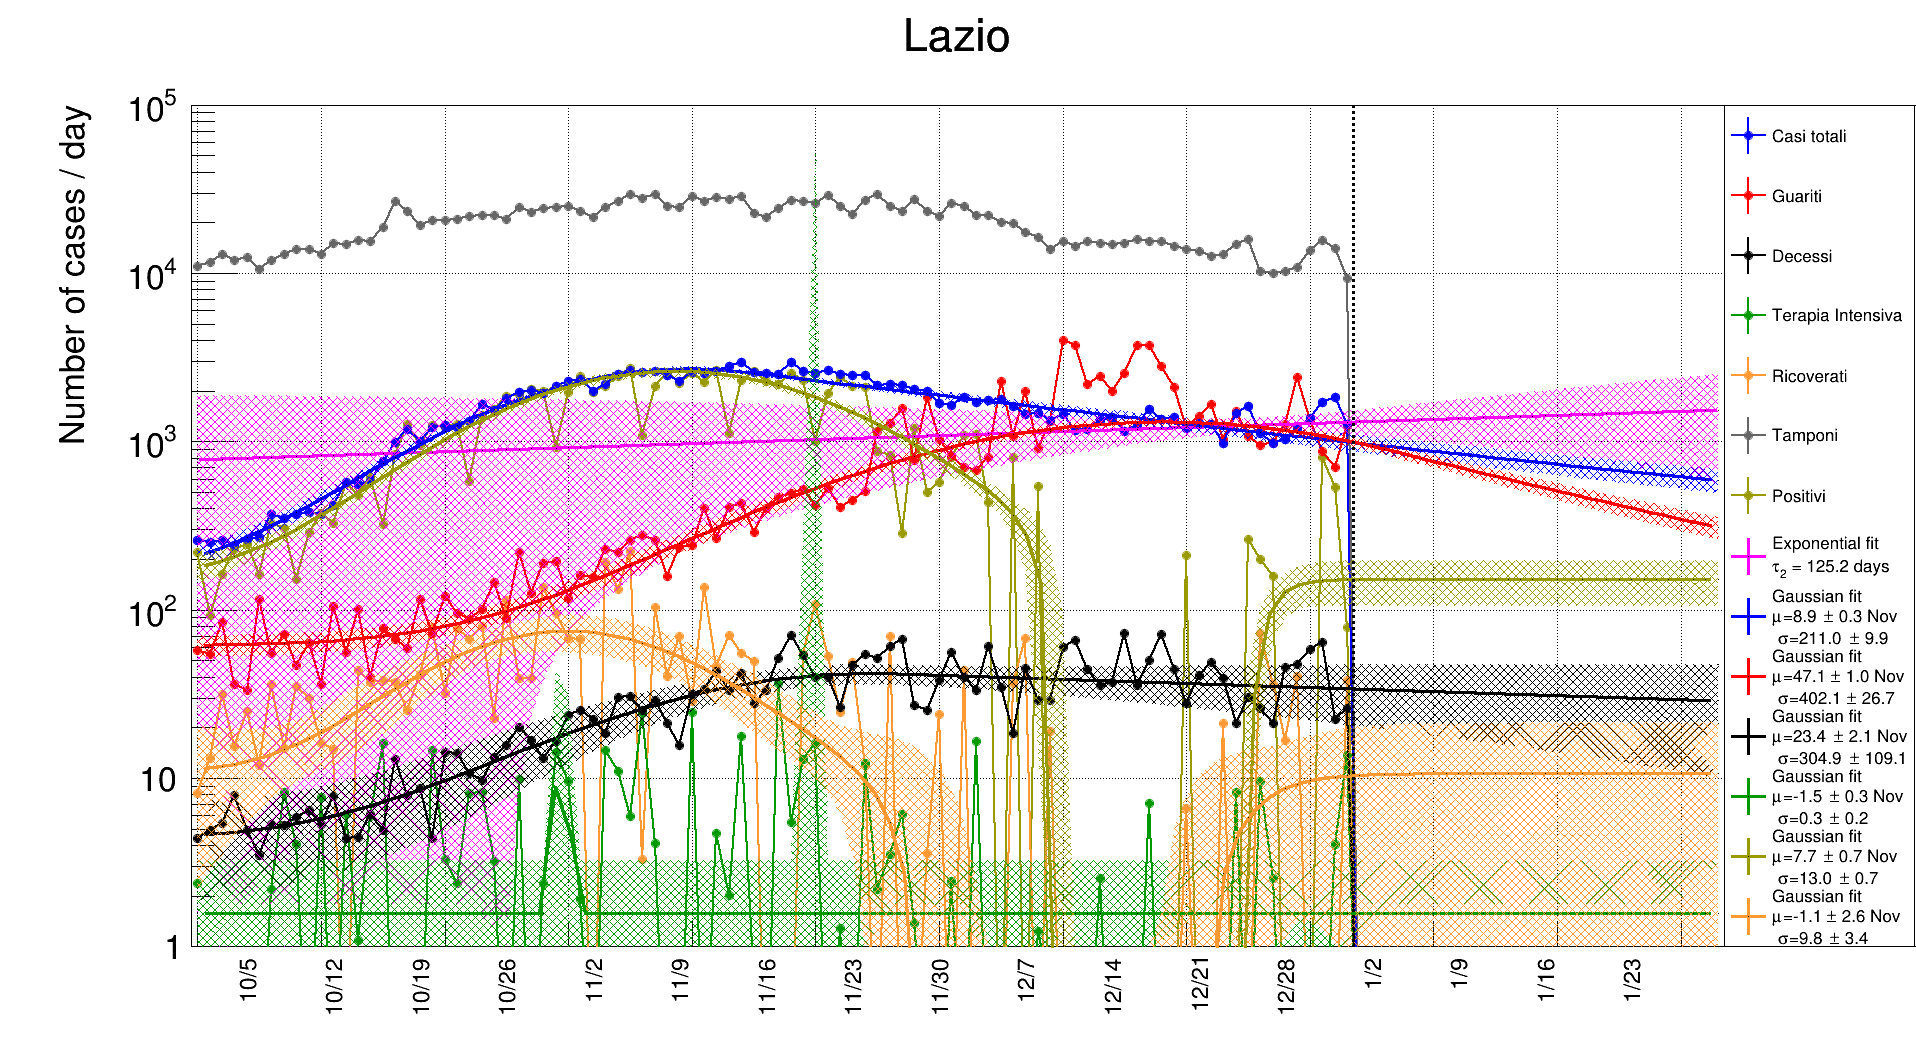 Lazio
Number of cases / day
10^5
10^4
10^3
10^2
10
1
10/5
10/12
10/19
10/26
11/2
11/9
11/16
11/23
11/30
12/7
12/14
12/21
12/28
1/2
1/9
1/16
1/23
Casi totali
Guariti
Decessi
Terapia Intensiva
Ricoverati
Tamponi
Positivi
Exponential fit
τ₂ = 125.2 days
Gaussian fit
μ=8.9 ± 0.3 Nov
σ=211.0 ± 9.9
Gaussian fit
μ=47.1 ± 1.0 Nov
σ=402.1 ± 26.7
Gaussian fit
μ=23.4 ± 2.1 Nov
σ=304.9 ± 109.1
Gaussian fit
μ=-1.5 ± 0.3 Nov
σ=0.3 ± 0.2
Gaussian fit
μ=7.7 ± 0.7 Nov
σ=13.0 ± 0.7
Gaussian fit
μ=-1.1 ± 2.6 Nov
σ=9.8 ± 3.4